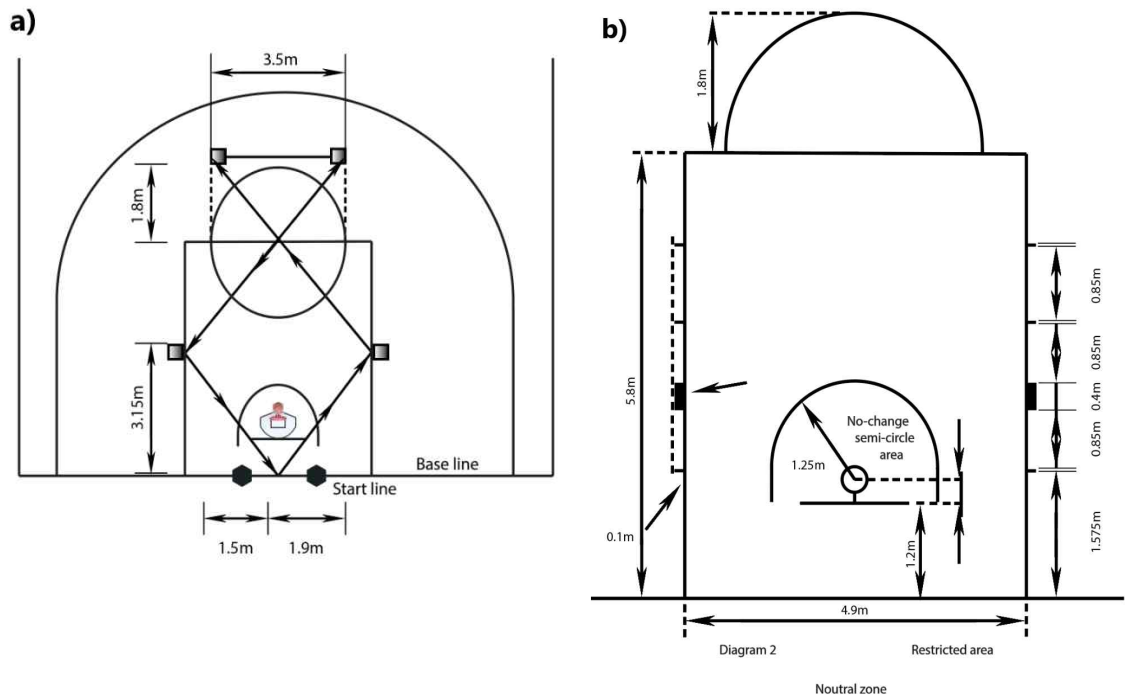 a)
3.5m
1.8m
3.15m
Base line
Start line
1.5m
1.9m
b)
1.8m
5.8m
0.85m
0.85m
0.4m
0.85m
No-change
semi-circle
area
1.25m
0.1m
1.2m
1.575m
4.9m
Diagram 2
Restricted area
Noutral zone